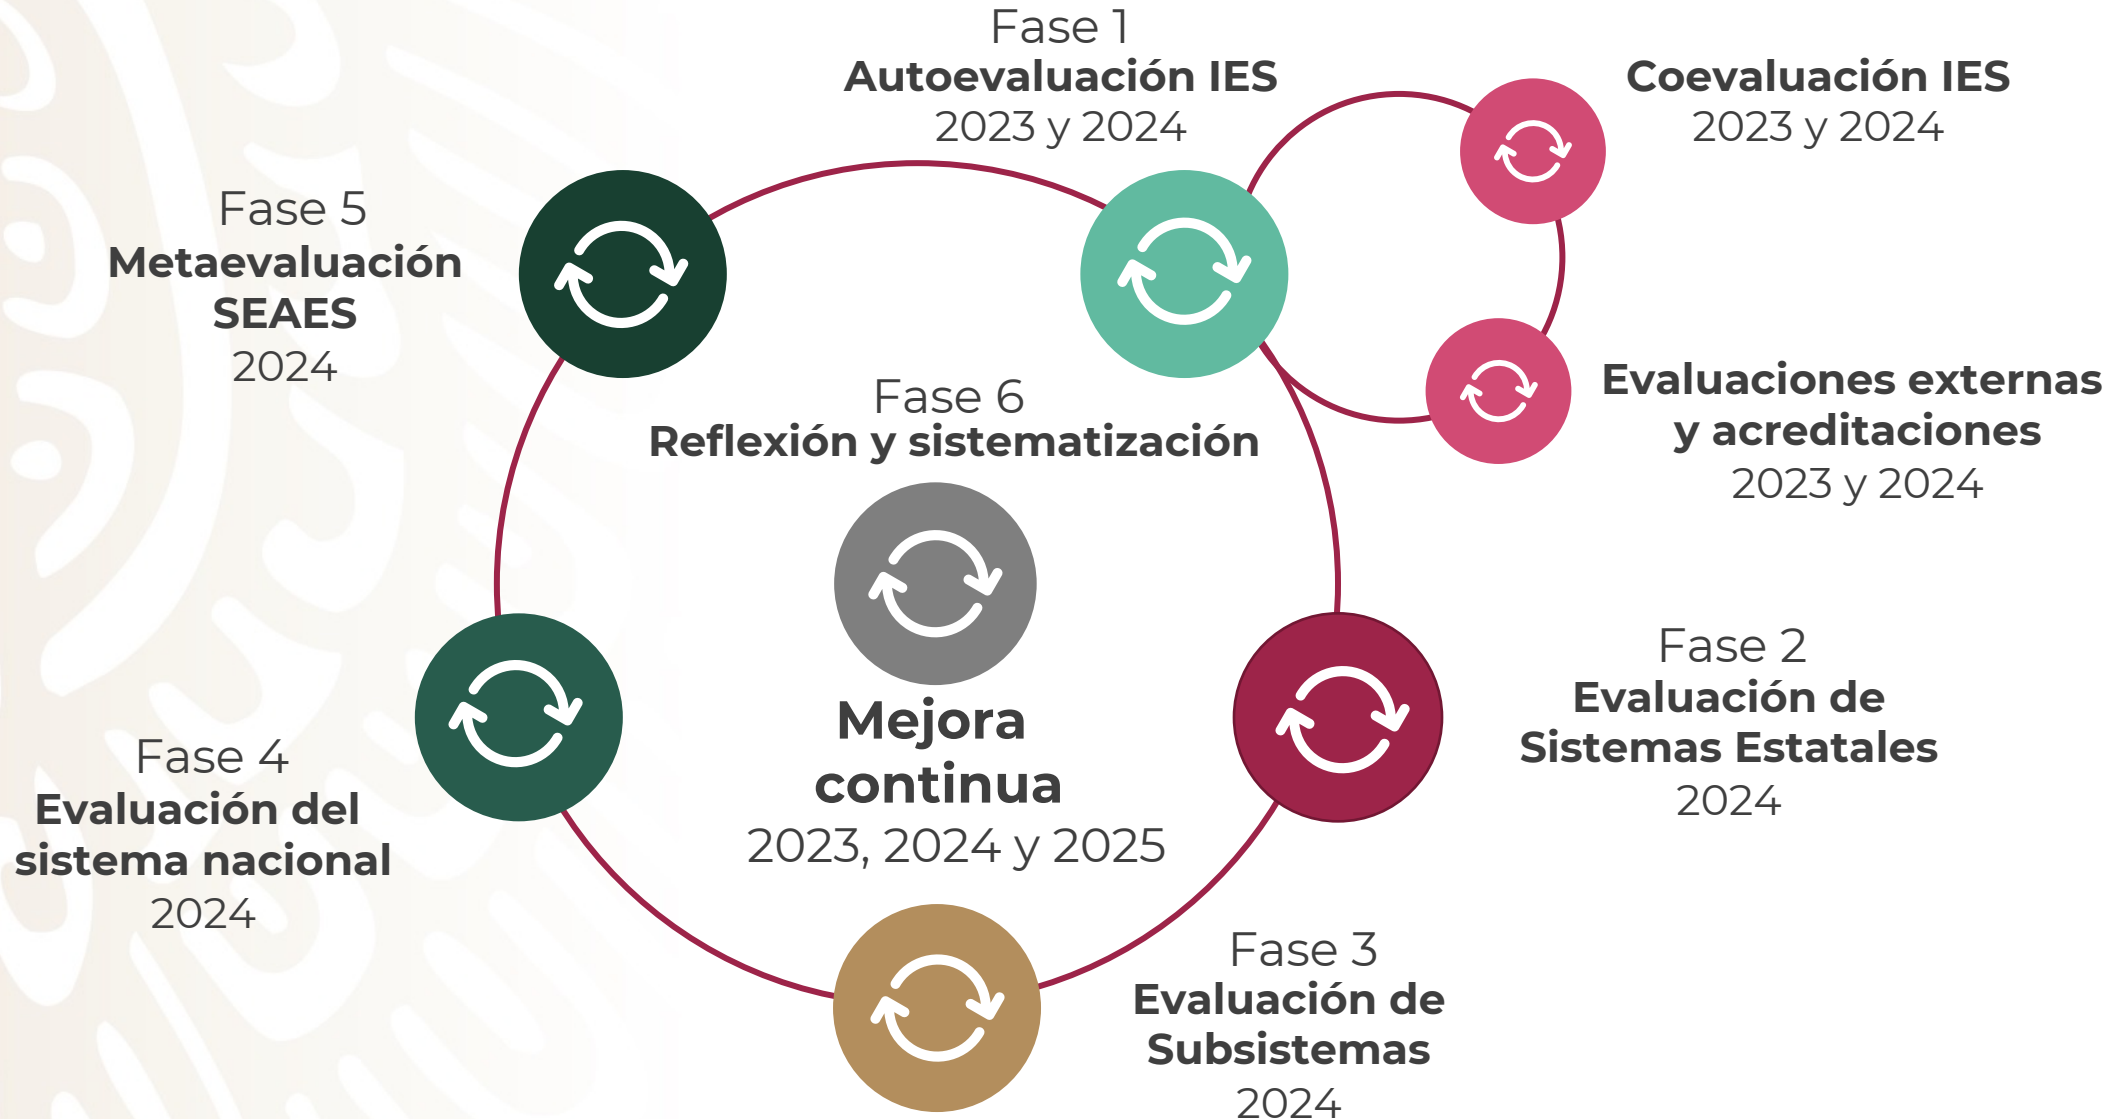 Fase 1
Autoevaluación IES
2023 y 2024
Coevaluación IES
2023 y 2024
Evaluaciones externas
y acreditaciones
2023 y 2024
Fase 2
Evaluación de
Sistemas Estatales
2024
Fase 3
Evaluación de
Subsistemas
2024
Fase 4
Evaluación del
sistema nacional
2024
Fase 5
Metaevaluación
SEAES
2024
Fase 6
Reflexión y sistematización
Mejora
continua
2023, 2024 y 2025